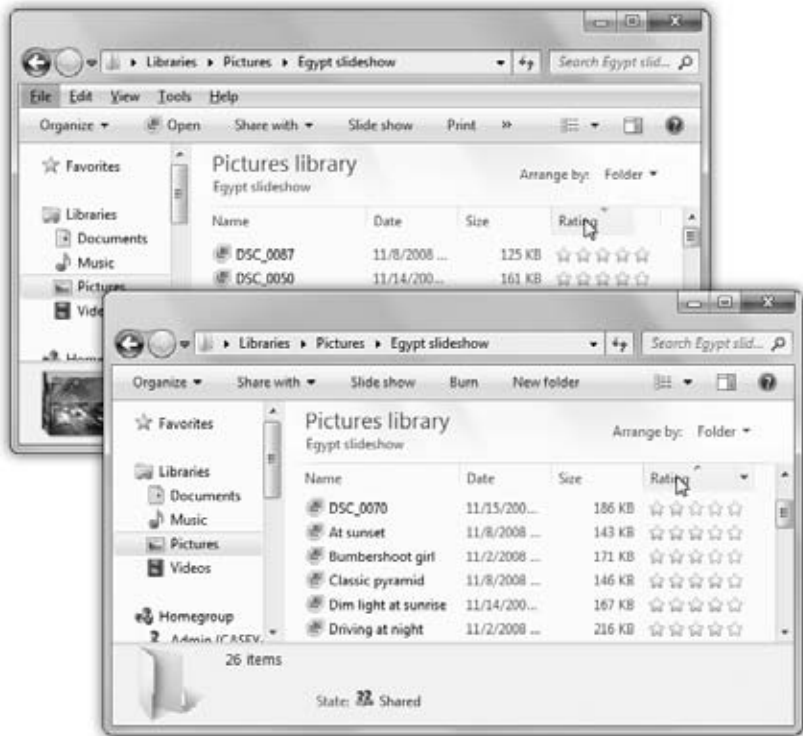 Libraries ▸ Pictures ▸ Egypt slideshow
Search Egypt slid...
File Edit View Tools Help
Organize Open Share with Slide show Print »
Favorites
Libraries
Documents
Music
Pictures
Pictures library
Egypt slideshow
Arrange by: Folder
Name Date Size Rating
DSC_0087 11/8/2008 ... 125 KB
DSC_0050 11/14/200... 161 KB
Libraries ▸ Pictures ▸ Egypt slideshow
Search Egypt slid...
Organize Share with Slide show Burn New folder
Favorites
Libraries
Documents
Music
Pictures
Videos
Homegroup
Pictures library
Egypt slideshow
Arrange by: Folder
Name Date Size Rating
DSC_0070 11/15/200... 186 KB
At sunset 11/8/2008 ... 143 KB
Bumbershoot girl 11/2/2008 ... 171 KB
Classic pyramid 11/8/2008 ... 146 KB
Dim light at sunrise 11/14/200... 167 KB
Driving at night 11/2/2008 ... 216 KB
26 items
State: Shared